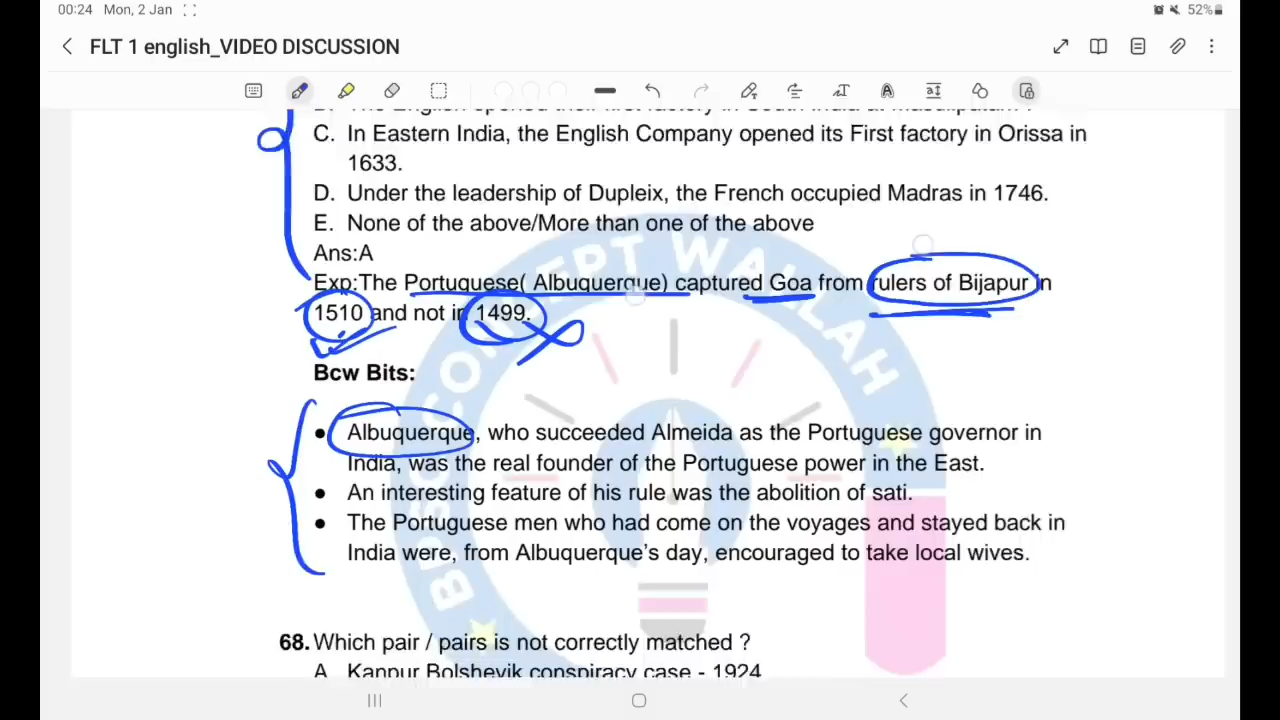 00:24 Mon, 2 Jan
52%
FLT 1 english_VIDEO DISCUSSION
C. In Eastern India, the English Company opened its First factory in Orissa in
1633.
D. Under the leadership of Dupleix, the French occupied Madras in 1746.
E. None of the above/More than one of the above
Ans:A
Exp:The Portuguese( Albuquerque) captured Goa from rulers of Bijapur in
1510 and not in 1499.
Bcw Bits:
● Albuquerque, who succeeded Almeida as the Portuguese governor in
India, was the real founder of the Portuguese power in the East.
● An interesting feature of his rule was the abolition of sati.
● The Portuguese men who had come on the voyages and stayed back in
India were, from Albuquerque's day, encouraged to take local wives.
68. Which pair / pairs is not correctly matched ?
A Kanpur Bolshevik conspiracy case - 1924
BPSC CONCEPT WALLAH